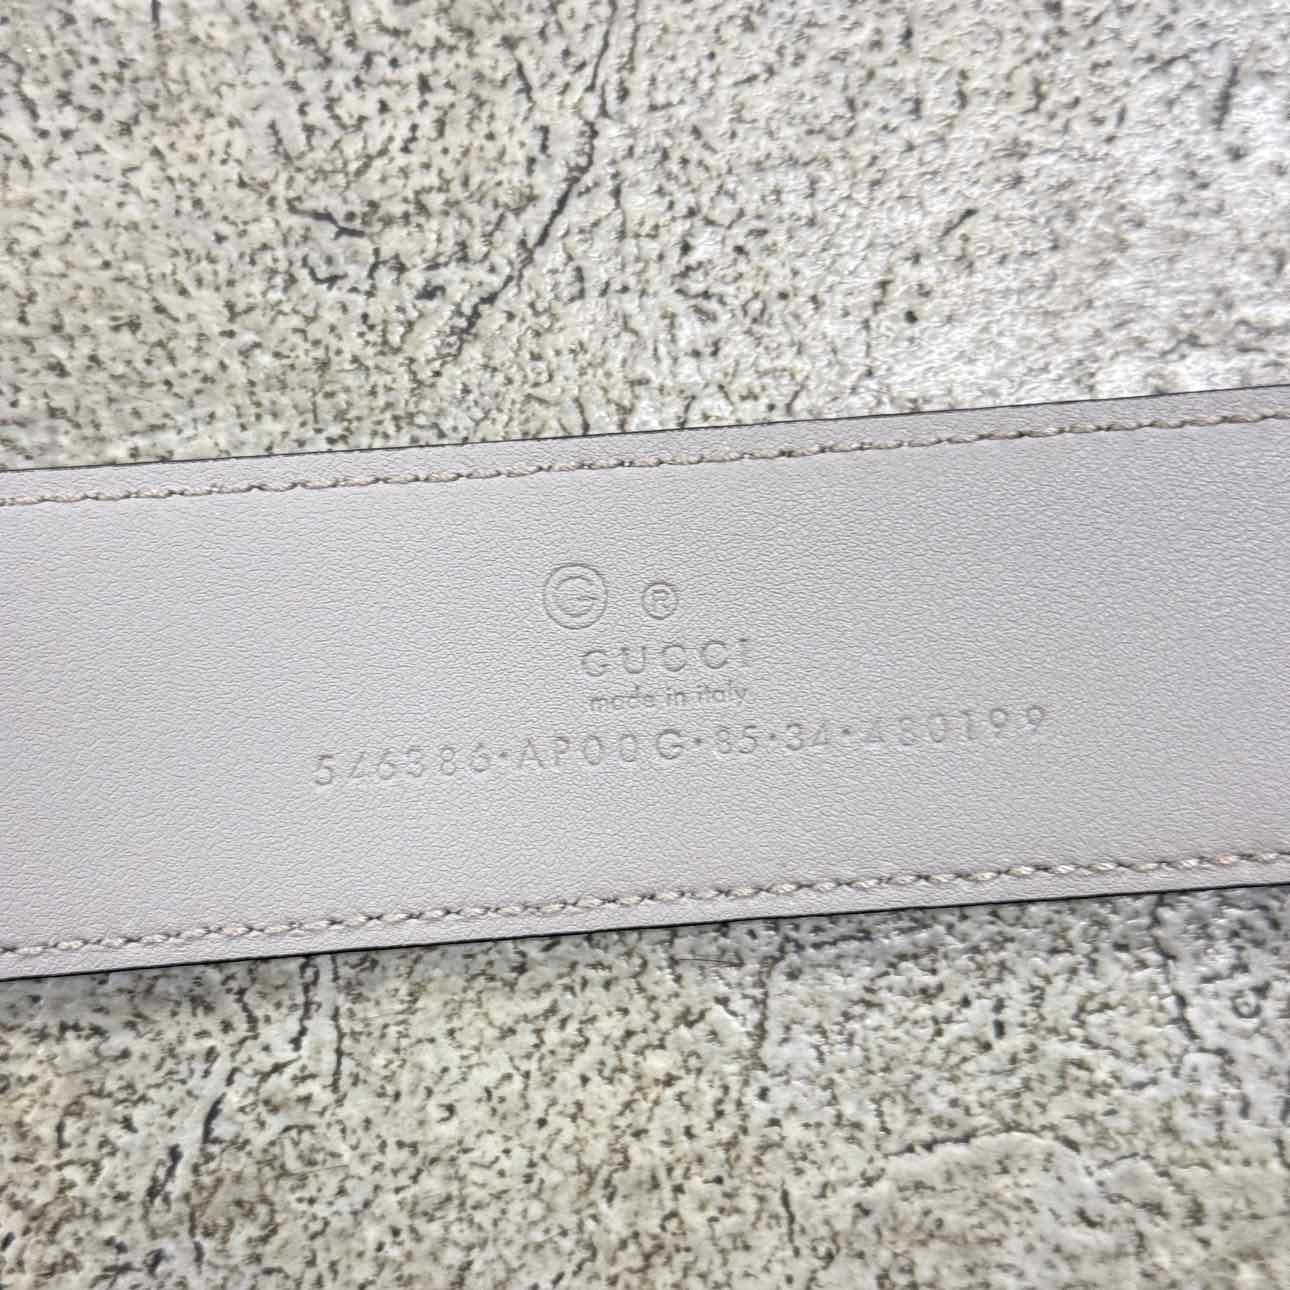 G ®
GUCCI
made in italy
546386·AP00G·85·34·480199